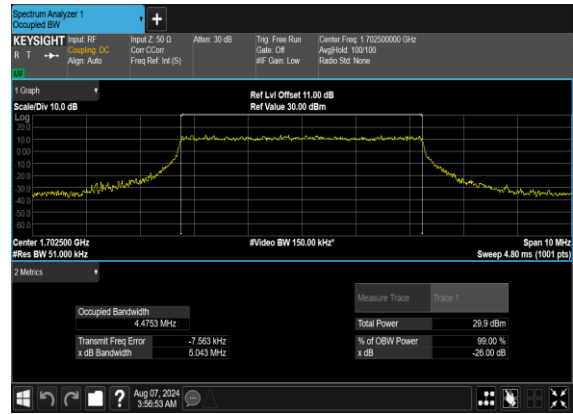 Spectrum Analyzer 1
Occupied BW
KEYSIGHT
R T
Input: RF
Coupling: DC
Align: Auto
Input Z: 50 Ω
Corr CCorr
Freq Ref: Int (S)
Atten: 30 dB
Trig: Free Run
Gate: Off
#IF Gain: Low
Center Freq: 1.702500000 GHz
Avg|Hold: 100/100
Radio Std: None
1 Graph
Scale/Div 10.0 dB
Ref Lvl Offset 11.00 dB
Ref Value 30.00 dBm
Log
20.0
10.0
0.00
-10.0
-20.0
-30.0
-40.0
-50.0
-60.0
Center 1.702500 GHz
#Res BW 51.000 kHz
#Video BW 150.00 kHz*
Span 10 MHz
Sweep 4.80 ms (1001 pts)
2 Metrics
Measure Trace Trace 1
Occupied Bandwidth
4.4753 MHz
Total Power 29.9 dBm
Transmit Freq Error -7.563 kHz
% of OBW Power 99.00 %
x dB Bandwidth 5.043 MHz
x dB -26.00 dB
?
Aug 07, 2024
3:56:53 AM